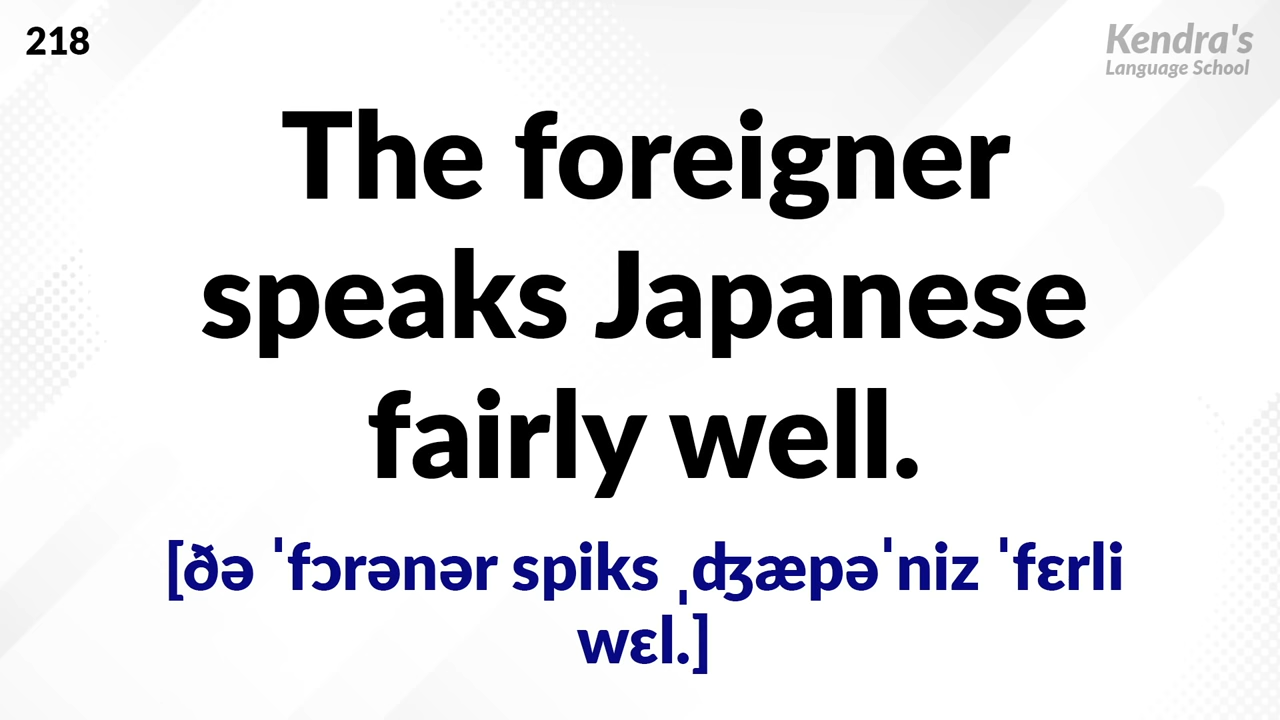 218
Kendra's
Language School
The foreigner
speaks Japanese
fairly well.
[ðə ˈfɔrənər spiks ˌʤæpəˈniz ˈfɛrli
wɛl.]